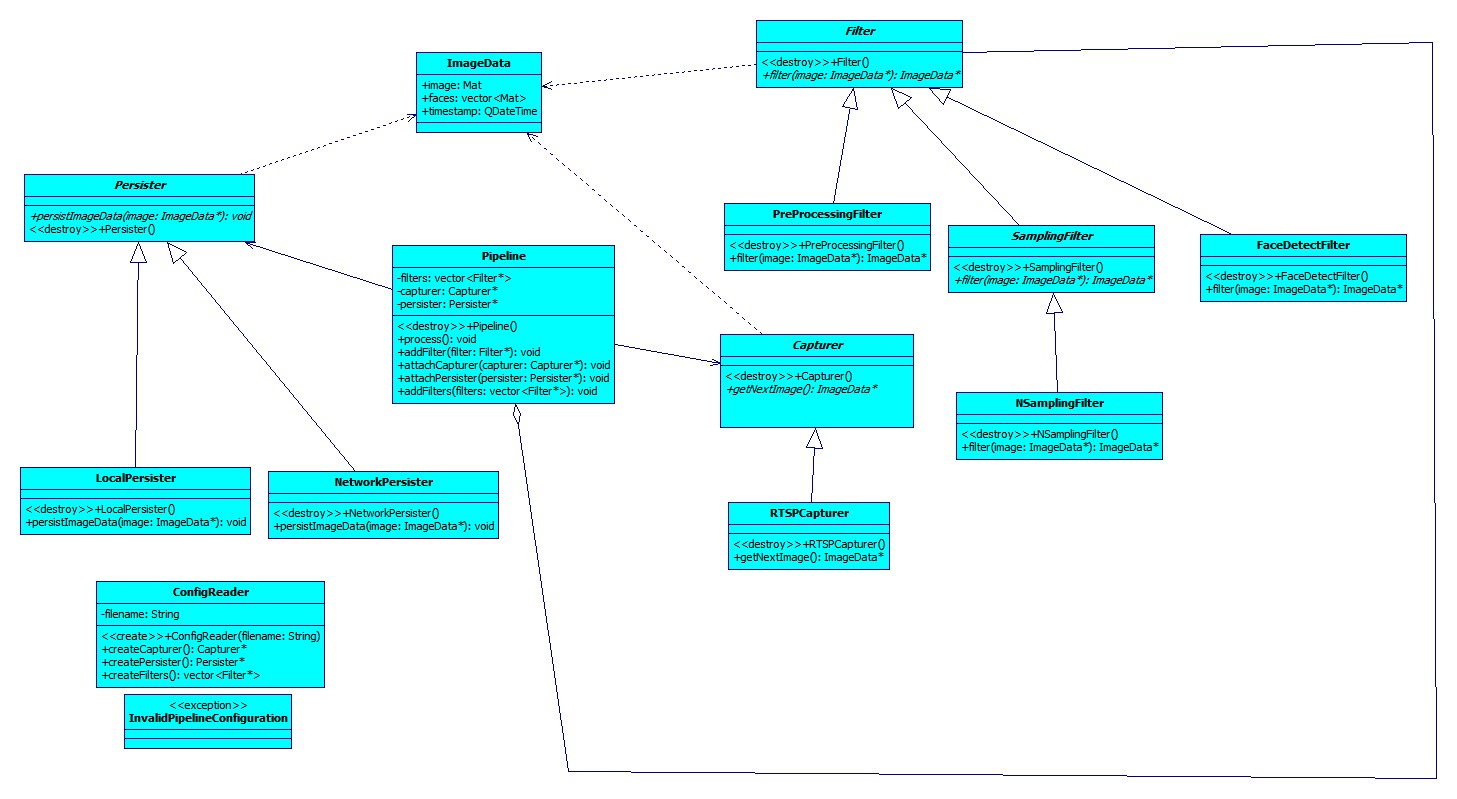 Filter
<<destroy>>+Filter()
+filter(image: ImageData*): ImageData*
ImageData
+image: Mat
+faces: vector<Mat>
+timestamp: QDateTime
Persister
+persistImageData(image: ImageData*): void
<<destroy>>+Persister()
Pipeline
-filters: vector<Filter*>
-capturer: Capturer*
-persister: Persister*
<<destroy>>+Pipeline()
+process(): void
+addFilter(filter: Filter*): void
+attachCapturer(capturer: Capturer*): void
+attachPersister(persister: Persister*): void
+addFilters(filters: vector<Filter*>): void
PreProcessingFilter
<<destroy>>+PreProcessingFilter()
+filter(image: ImageData*): ImageData*
SamplingFilter
<<destroy>>+SamplingFilter()
+filter(image: ImageData*): ImageData*
FaceDetectFilter
<<destroy>>+FaceDetectFilter()
+filter(image: ImageData*): ImageData*
Capturer
<<destroy>>+Capturer()
+getNextImage(): ImageData*
NSamplingFilter
<<destroy>>+NSamplingFilter()
+filter(image: ImageData*): ImageData*
LocalPersister
<<destroy>>+LocalPersister()
+persistImageData(image: ImageData*): void
NetworkPersister
<<destroy>>+NetworkPersister()
+persistImageData(image: ImageData*): void
RTSPCapturer
<<destroy>>+RTSPCapturer()
+getNextImage(): ImageData*
ConfigReader
-filename: String
<<create>>+ConfigReader(filename: String)
+createCapturer(): Capturer*
+createPersister(): Persister*
+createFilters(): vector<Filter*>
<<exception>>
InvalidPipelineConfiguration